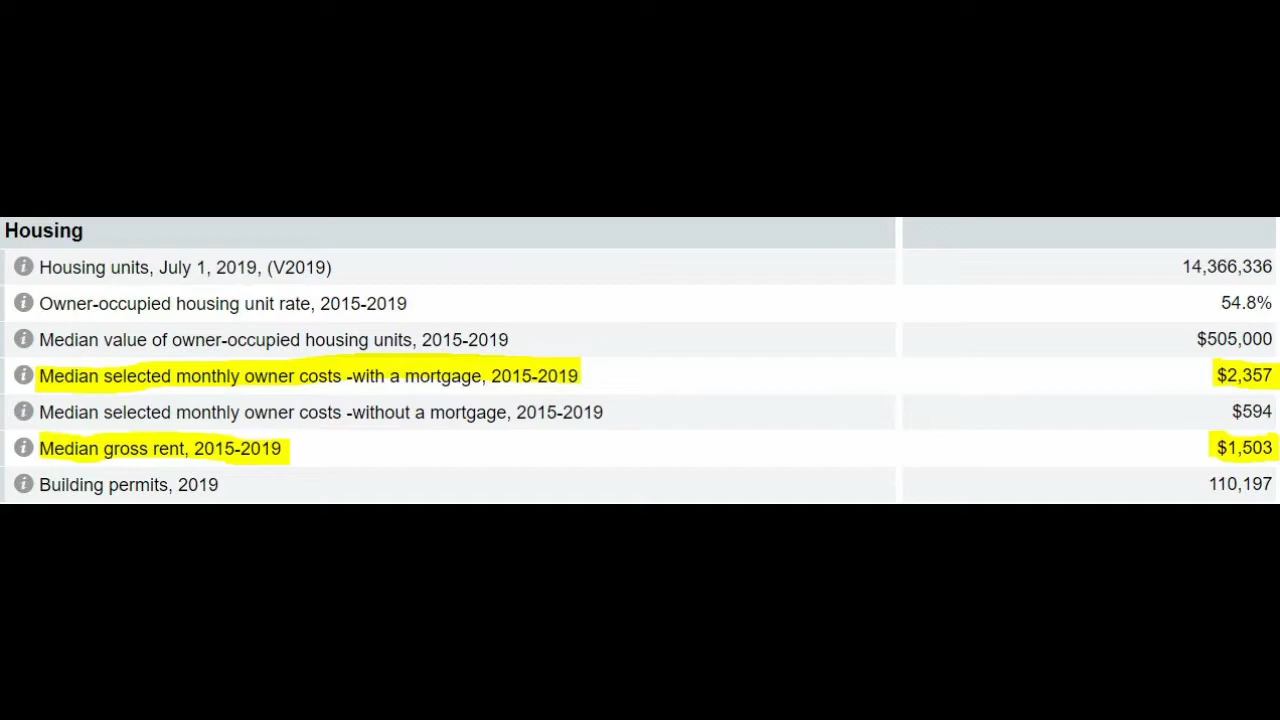 Housing
Housing units, July 1, 2019, (V2019) 14,366,336
Owner-occupied housing unit rate, 2015-2019 54.8%
Median value of owner-occupied housing units, 2015-2019 $505,000
Median selected monthly owner costs -with a mortgage, 2015-2019 $2,357
Median selected monthly owner costs -without a mortgage, 2015-2019 $594
Median gross rent, 2015-2019 $1,503
Building permits, 2019 110,197